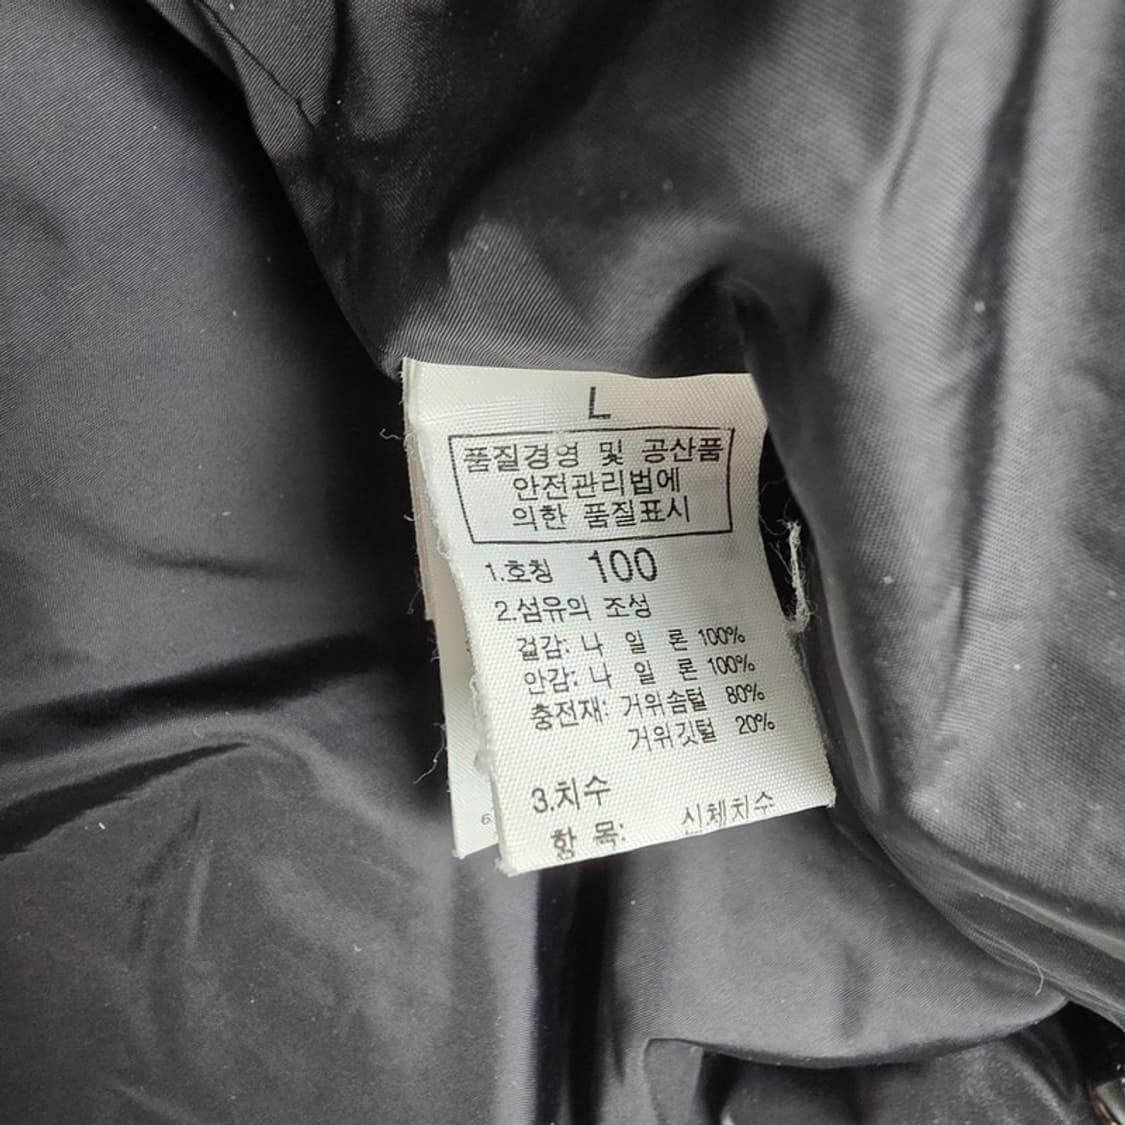 L
품질경영 및 공산품
안전관리법에
의한 품질표시
1.호칭 100
2.섬유의 조성
겉감: 나 일 론 100%
안감: 나 일 론 100%
충전재: 거위솜털 80%
거위깃털 20%
3.치수
항 목: 신체치수